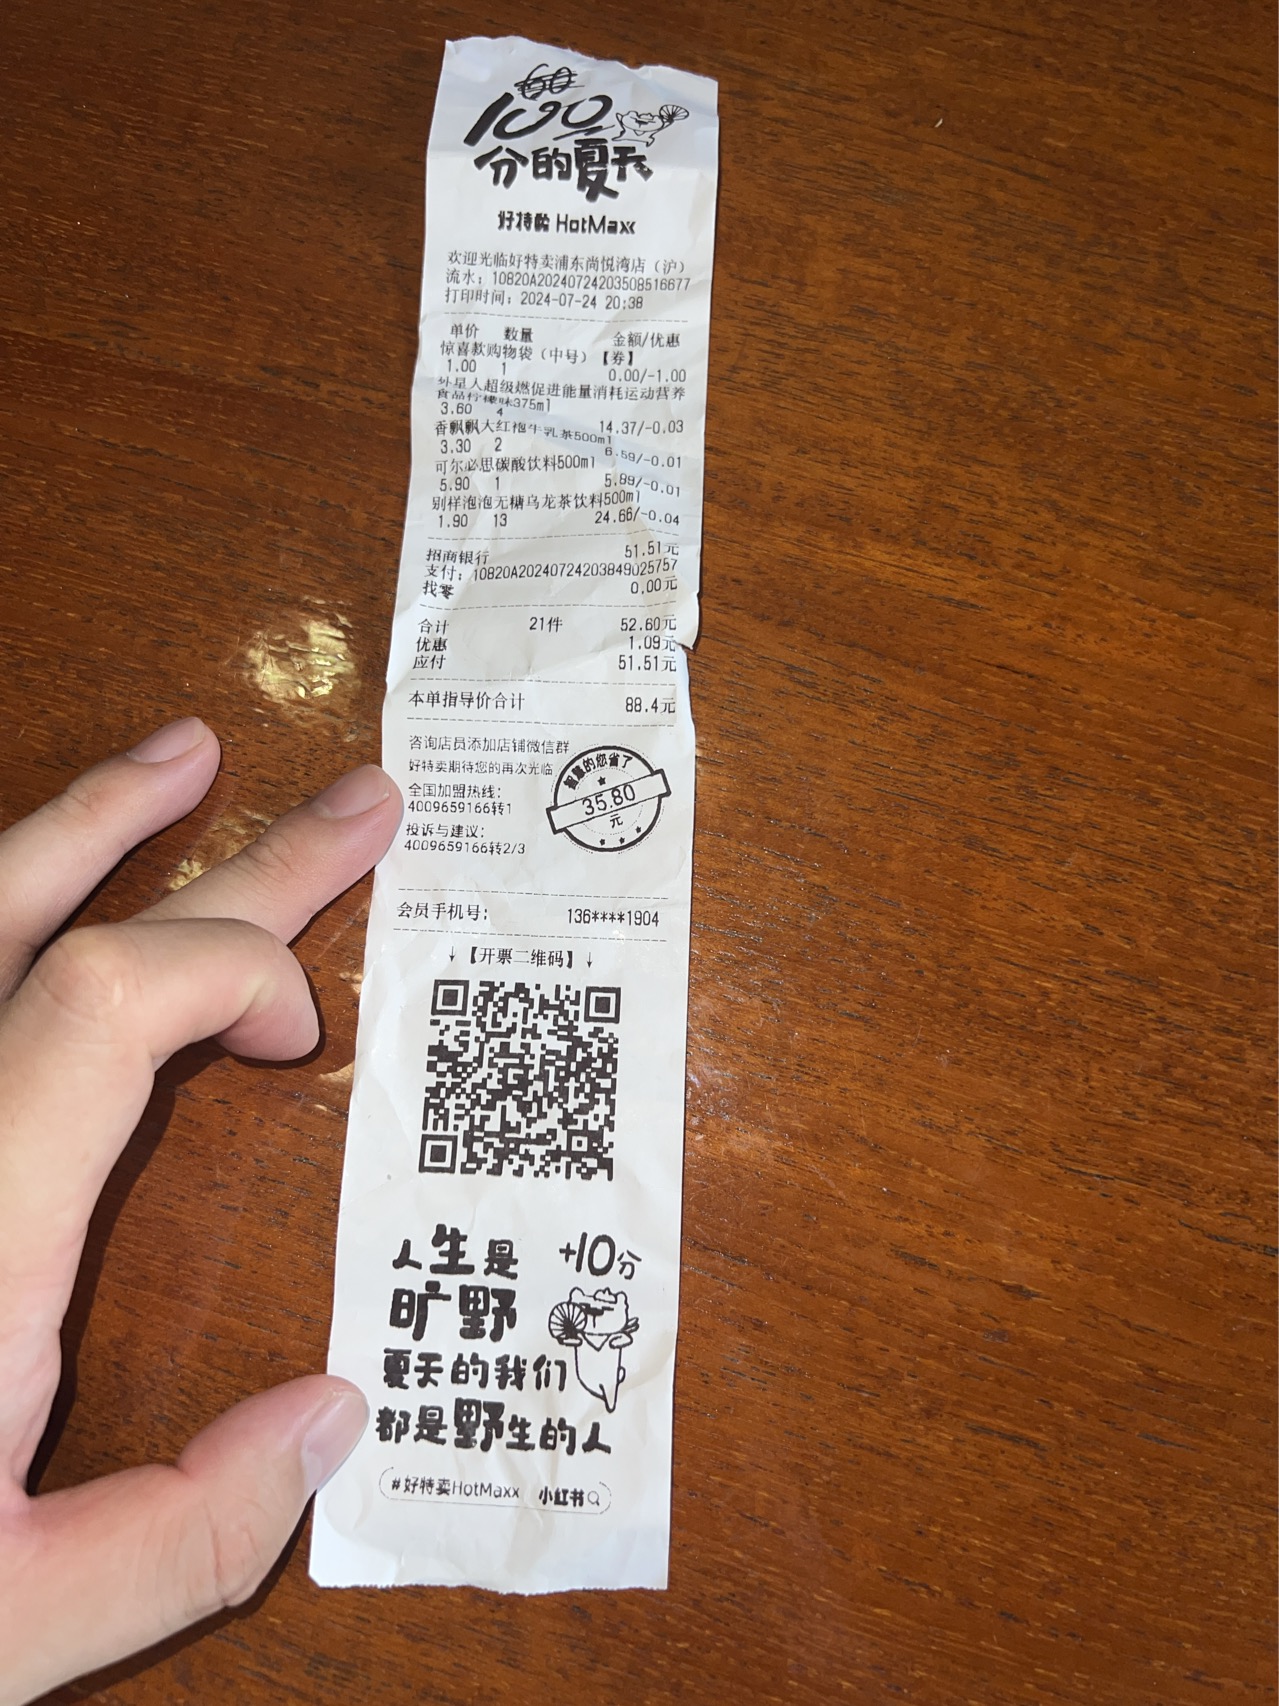 60
100
分的夏天
好特卖 HotMaxx
欢迎光临好特卖浦东尚悦湾店（沪）
流水：10820A20240724203508516677
打印时间：2024-07-24 20:38
单价 数量 金额/优惠
惊喜款购物袋（中号）【券】
1.00 1 0.00/-1.00
外星人超级燃促进能量消耗运动营养
食品柠檬味375ml
3.60 4 14.37/-0.03
香飘飘大红袍牛乳茶500ml
3.30 2 6.59/-0.01
可尔必思碳酸饮料500ml
5.90 1 5.89/-0.01
别样泡泡无糖乌龙茶饮料500ml
1.90 13 24.66/-0.04
招商银行 51.51元
支付：10820A20240724203849025757
找零 0.00元
合计 21件 52.60元
优惠 1.09元
应付 51.51元
本单指导价合计 88.4元
咨询店员添加店铺微信群
好特卖期待您的再次光临
全国加盟热线：
4009659166转1
投诉与建议：
4009659166转2/3
智慧的您省了
35.80
元
会员手机号： 136****1904
↓【开票二维码】↓
人生是 +10分
旷野
夏天的我们
都是野生的人
#好特卖HotMaxx 小红书